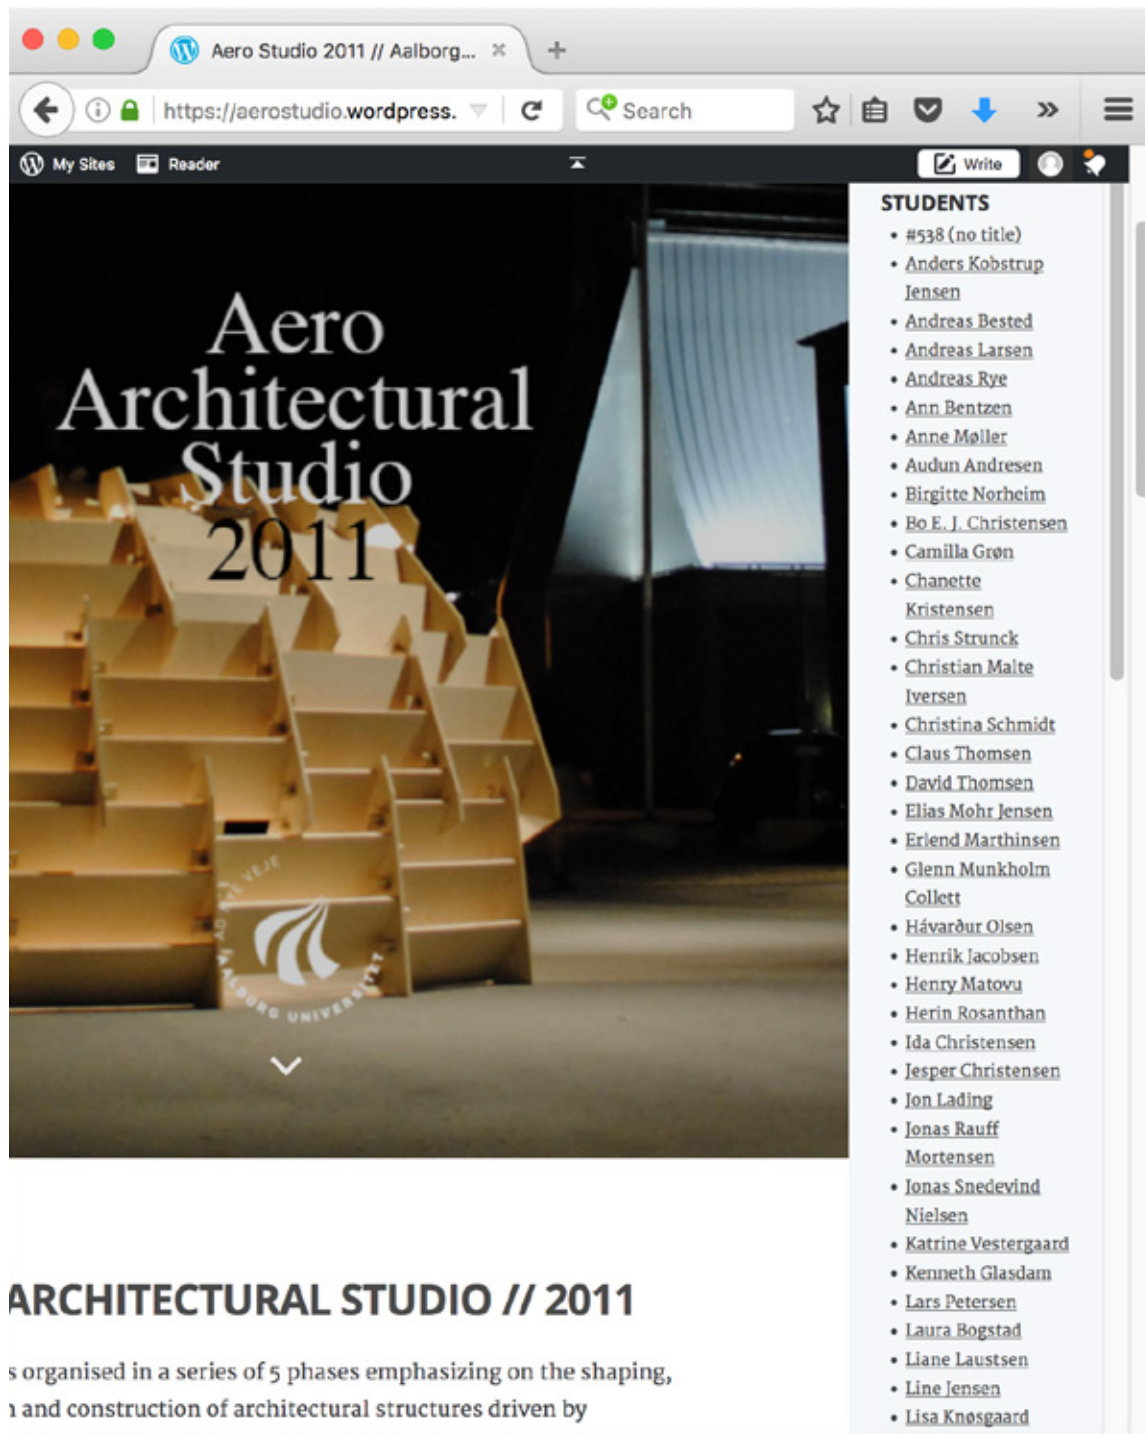 Aero Studio 2011 // Aalborg...
https://aerostudio.wordpress.
Search
My Sites
Reader
Write
Aero
Architectural
Studio
2011
AD NYE VEJE
AALBORG UNIVERSITET
ARCHITECTURAL STUDIO // 2011
s organised in a series of 5 phases emphasizing on the shaping,
n and construction of architectural structures driven by
STUDENTS
#538 (no title)
Anders Kobstrup
Jensen
Andreas Bested
Andreas Larsen
Andreas Rye
Ann Bentzen
Anne Møller
Audun Andresen
Birgitte Norheim
Bo E. J. Christensen
Camilla Grøn
Chanette
Kristensen
Chris Strunck
Christian Malte
Iversen
Christina Schmidt
Claus Thomsen
David Thomsen
Elias Mohr Jensen
Erlend Marthinsen
Glenn Munkholm
Collett
Hávarður Olsen
Henrik Jacobsen
Henry Matovu
Herin Rosanthan
Ida Christensen
Jesper Christensen
Jon Lading
Jonas Rauff
Mortensen
Jonas Snedevind
Nielsen
Katrine Vestergaard
Kenneth Glasdam
Lars Petersen
Laura Bogstad
Liane Laustsen
Line Jensen
Lisa Knøsgaard